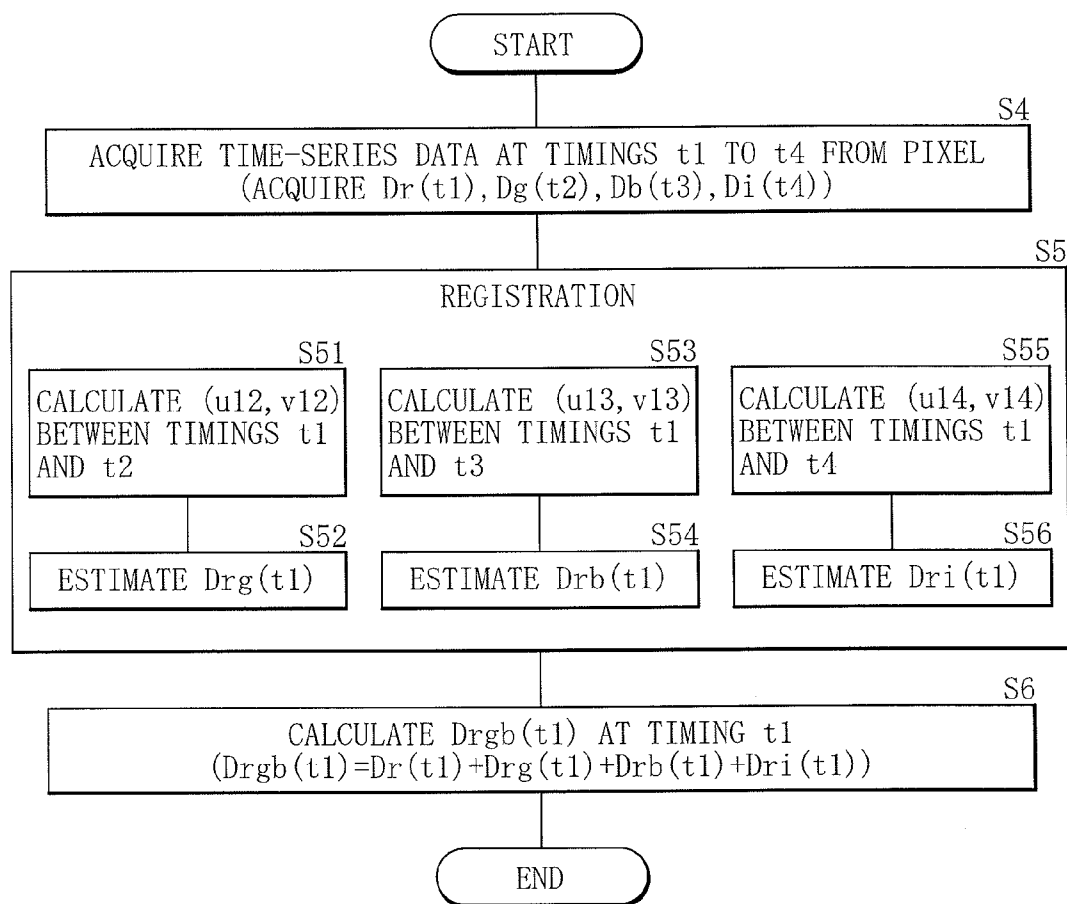 START
S4
ACQUIRE TIME-SERIES DATA AT TIMINGS t1 TO t4 FROM PIXEL
(ACQUIRE Dr(t1),Dg(t2),Db(t3),Di(t4))
S5
REGISTRATION
S51
CALCULATE (u12,v12)
BETWEEN TIMINGS t1
AND t2
S52
ESTIMATE Drg(t1)
S53
CALCULATE (u13,v13)
BETWEEN TIMINGS t1
AND t3
S54
ESTIMATE Drb(t1)
S55
CALCULATE (u14,v14)
BETWEEN TIMINGS t1
AND t4
S56
ESTIMATE Dri(t1)
S6
CALCULATE Drgb(t1) AT TIMING t1
(Drgb(t1)=Dr(t1)+Drg(t1)+Drb(t1)+Dri(t1))
END